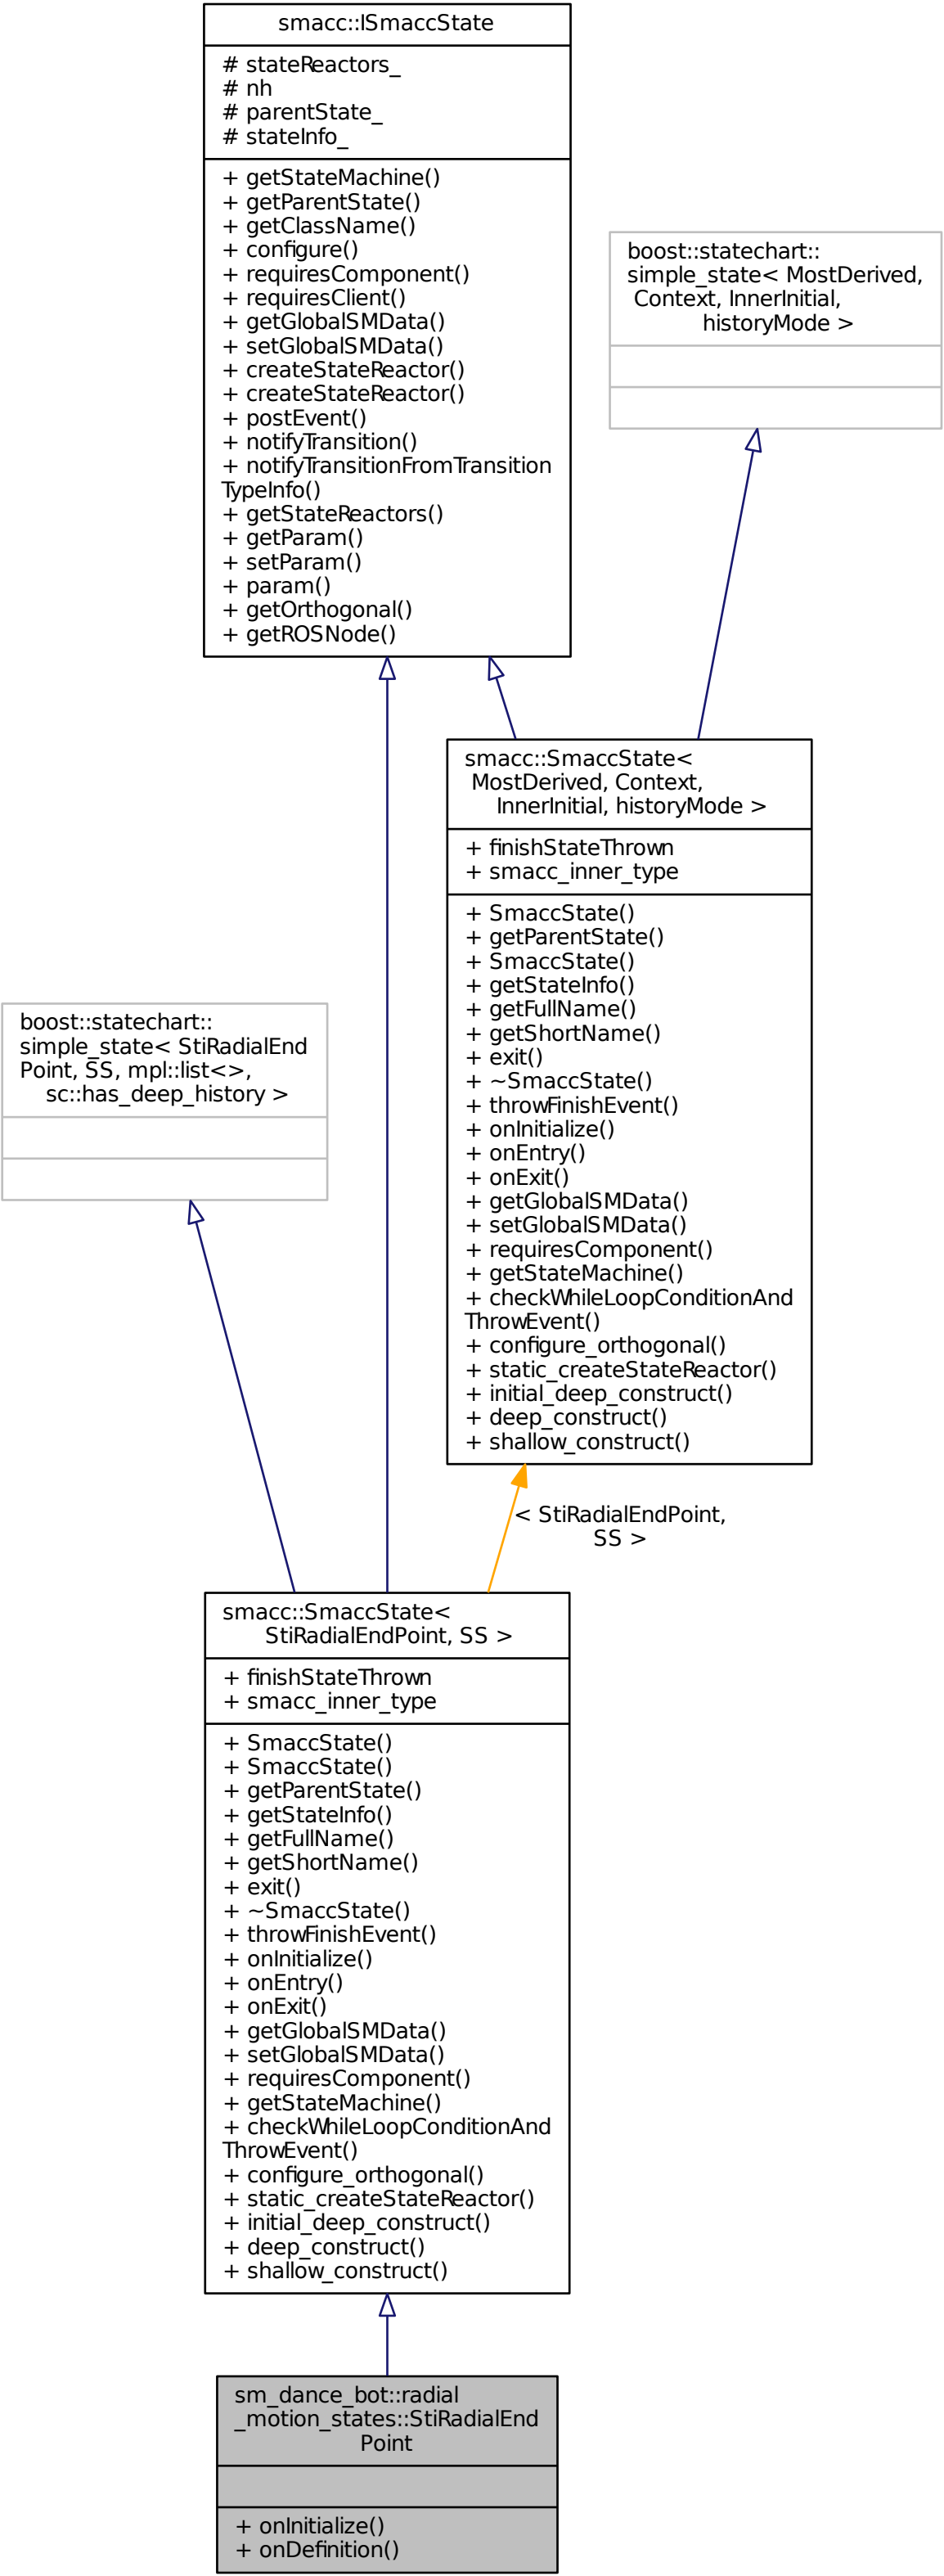 smacc::ISmaccState
# stateReactors_
# nh
# parentState_
# stateInfo_
+ getStateMachine()
+ getParentState()
+ getClassName()
+ configure()
+ requiresComponent()
+ requiresClient()
+ getGlobalSMData()
+ setGlobalSMData()
+ createStateReactor()
+ createStateReactor()
+ postEvent()
+ notifyTransition()
+ notifyTransitionFromTransition
TypeInfo()
+ getStateReactors()
+ getParam()
+ setParam()
+ param()
+ getOrthogonal()
+ getROSNode()
boost::statechart::
simple_state< MostDerived,
Context, InnerInitial,
historyMode >
smacc::SmaccState<
MostDerived, Context,
InnerInitial, historyMode >
+ finishStateThrown
+ smacc_inner_type
+ SmaccState()
+ getParentState()
+ SmaccState()
+ getStateInfo()
+ getFullName()
+ getShortName()
+ exit()
+ ~SmaccState()
+ throwFinishEvent()
+ onInitialize()
+ onEntry()
+ onExit()
+ getGlobalSMData()
+ setGlobalSMData()
+ requiresComponent()
+ getStateMachine()
+ checkWhileLoopConditionAnd
ThrowEvent()
+ configure_orthogonal()
+ static_createStateReactor()
+ initial_deep_construct()
+ deep_construct()
+ shallow_construct()
boost::statechart::
simple_state< StiRadialEnd
Point, SS, mpl::list<>,
sc::has_deep_history >
< StiRadialEndPoint,
SS >
smacc::SmaccState<
StiRadialEndPoint, SS >
+ finishStateThrown
+ smacc_inner_type
+ SmaccState()
+ SmaccState()
+ getParentState()
+ getStateInfo()
+ getFullName()
+ getShortName()
+ exit()
+ ~SmaccState()
+ throwFinishEvent()
+ onInitialize()
+ onEntry()
+ onExit()
+ getGlobalSMData()
+ setGlobalSMData()
+ requiresComponent()
+ getStateMachine()
+ checkWhileLoopConditionAnd
ThrowEvent()
+ configure_orthogonal()
+ static_createStateReactor()
+ initial_deep_construct()
+ deep_construct()
+ shallow_construct()
sm_dance_bot::radial
_motion_states::StiRadialEnd
Point
+ onInitialize()
+ onDefinition()